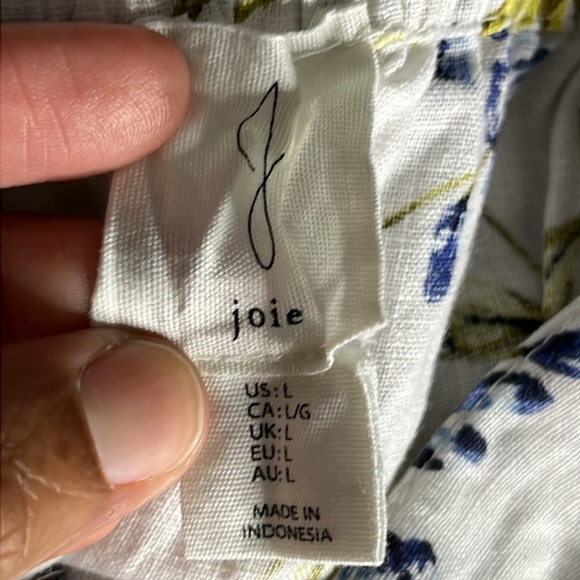 joie
US:L
CA:L/G
UK:L
EU:L
AU:L
MADE IN
INDONESIA